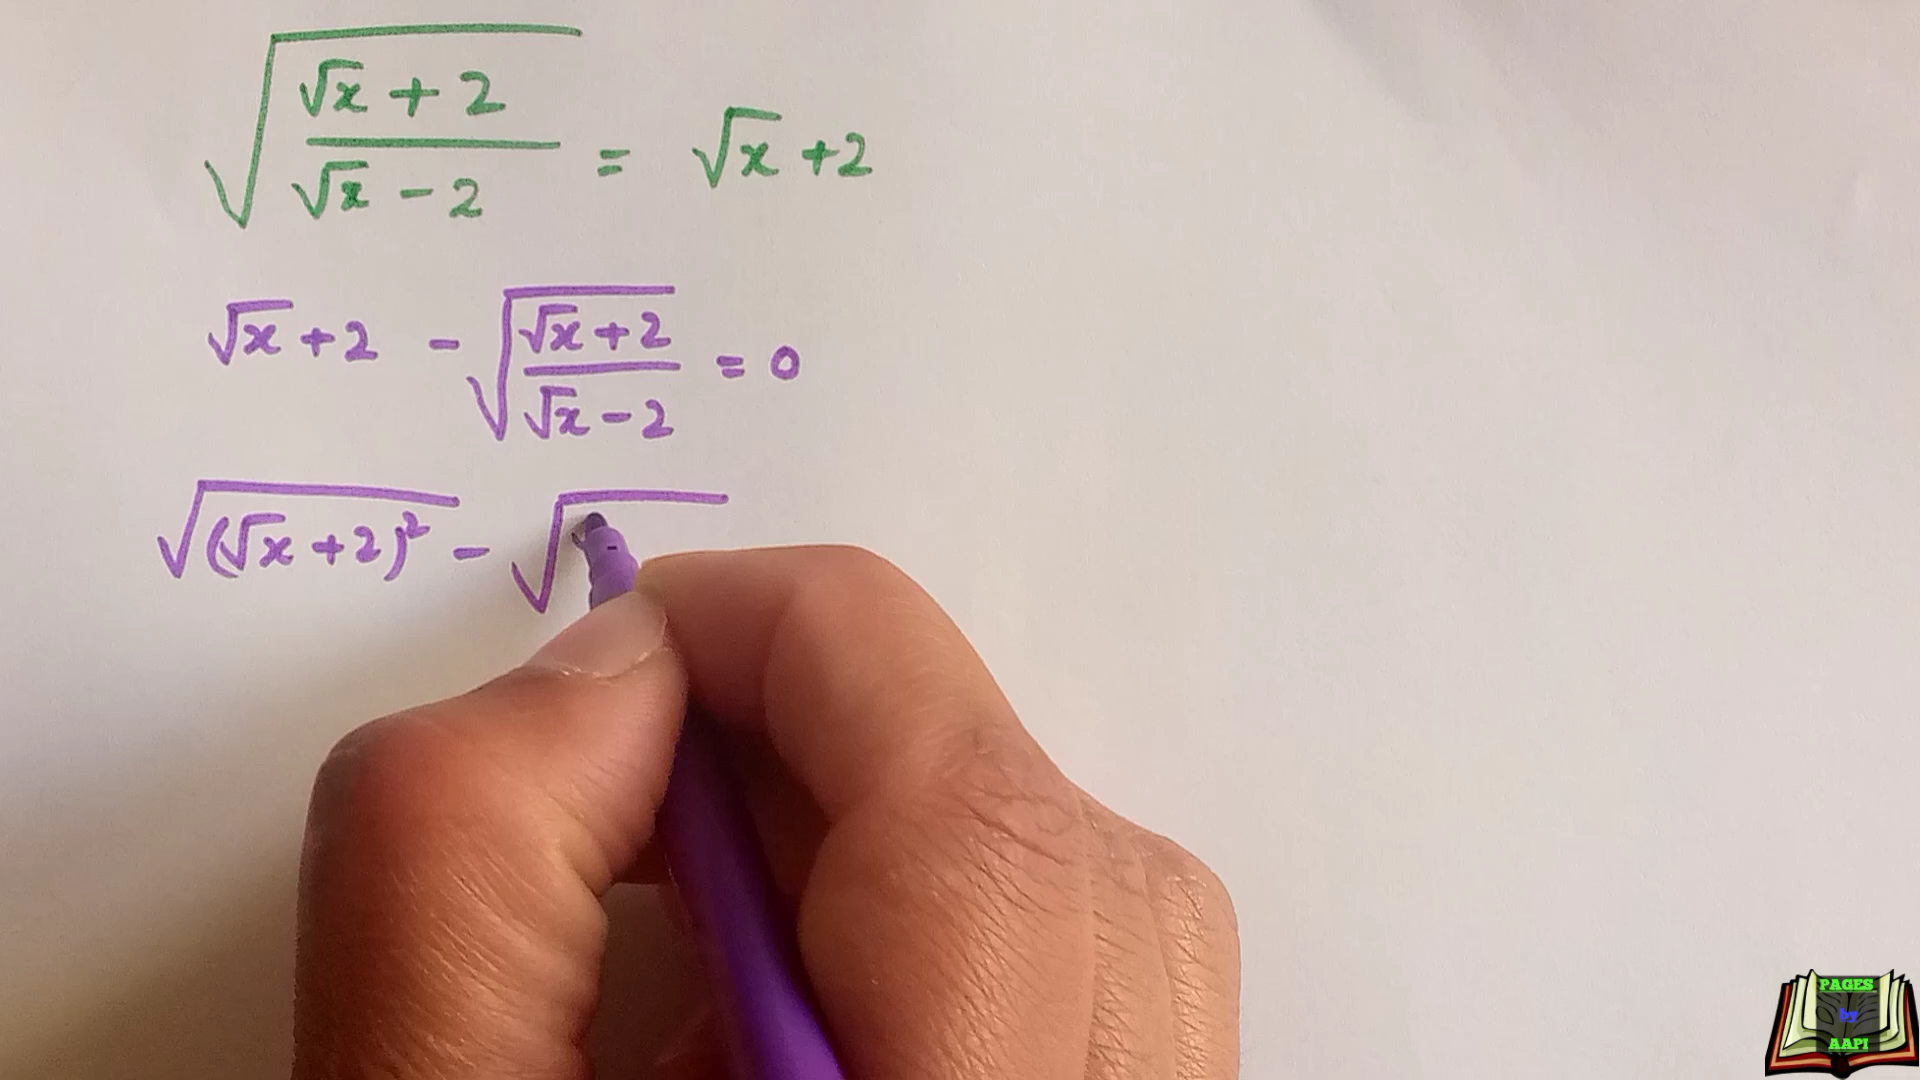 √((√x + 2)/(√x - 2)) = √x + 2
√x + 2 - √((√x + 2)/(√x - 2)) = 0
√((√x + 2)²) - √
PAGES
by
AAPI